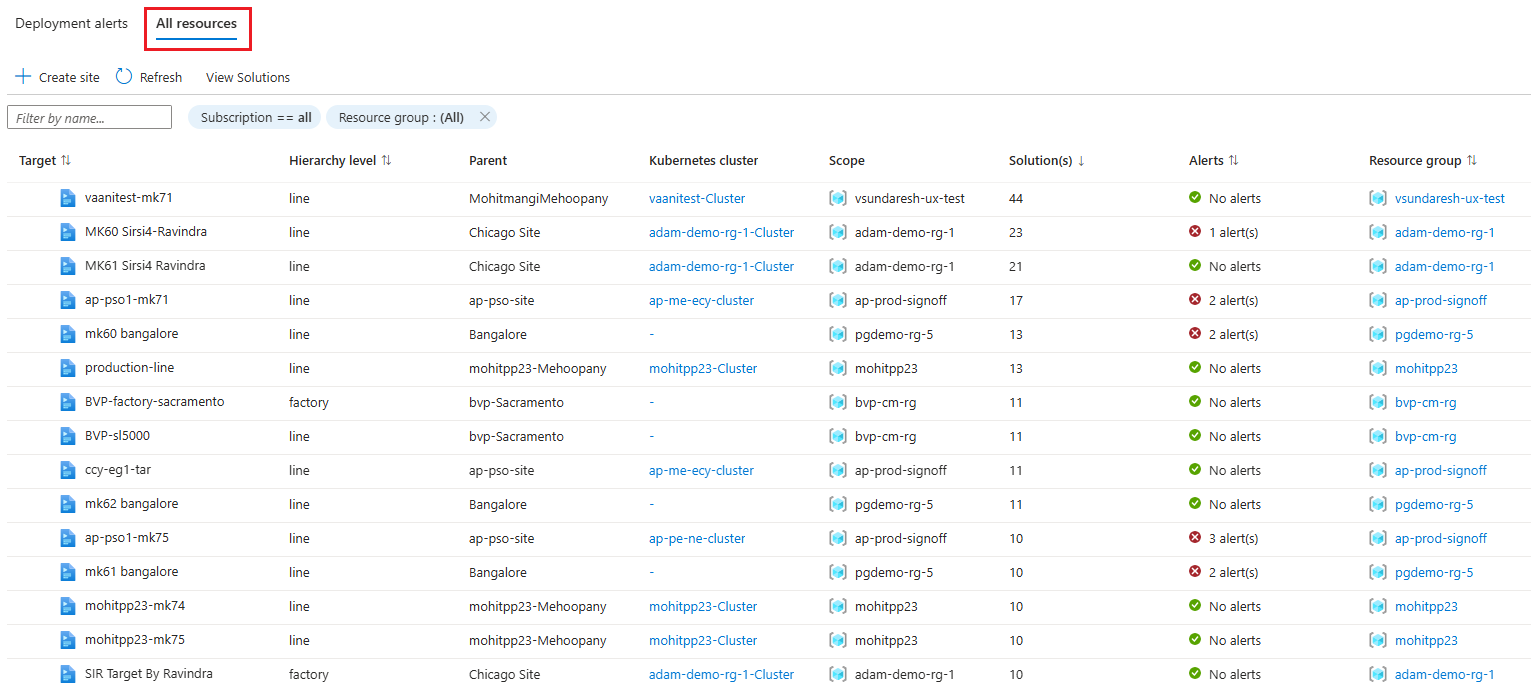 Deployment alerts All resources
Create site Refresh View Solutions
Filter by name... Subscription == all Resource group : (All)
Target Hierarchy level Parent Kubernetes cluster Scope Solution(s) Alerts Resource group
vaanitest-mk71 line MohitmangiMehoopany vaanitest-Cluster vsundaresh-ux-test 44 No alerts vsundaresh-ux-test
MK60 Sirsi4-Ravindra line Chicago Site adam-demo-rg-1-Cluster adam-demo-rg-1 23 1 alert(s) adam-demo-rg-1
MK61 Sirsi4 Ravindra line Chicago Site adam-demo-rg-1-Cluster adam-demo-rg-1 21 No alerts adam-demo-rg-1
ap-pso1-mk71 line ap-pso-site ap-me-ecy-cluster ap-prod-signoff 17 2 alert(s) ap-prod-signoff
mk60 bangalore line Bangalore - pgdemo-rg-5 13 2 alert(s) pgdemo-rg-5
production-line line mohitpp23-Mehoopany mohitpp23-Cluster mohitpp23 13 No alerts mohitpp23
BVP-factory-sacramento factory bvp-Sacramento - bvp-cm-rg 11 No alerts bvp-cm-rg
BVP-sl5000 line bvp-Sacramento - bvp-cm-rg 11 No alerts bvp-cm-rg
ccy-eg1-tar line ap-pso-site ap-me-ecy-cluster ap-prod-signoff 11 No alerts ap-prod-signoff
mk62 bangalore line Bangalore - pgdemo-rg-5 11 No alerts pgdemo-rg-5
ap-pso1-mk75 line ap-pso-site ap-pe-ne-cluster ap-prod-signoff 10 3 alert(s) ap-prod-signoff
mk61 bangalore line Bangalore - pgdemo-rg-5 10 2 alert(s) pgdemo-rg-5
mohitpp23-mk74 line mohitpp23-Mehoopany mohitpp23-Cluster mohitpp23 10 No alerts mohitpp23
mohitpp23-mk75 line mohitpp23-Mehoopany mohitpp23-Cluster mohitpp23 10 No alerts mohitpp23
SIR Target By Ravindra factory Chicago Site adam-demo-rg-1-Cluster adam-demo-rg-1 10 No alerts adam-demo-rg-1